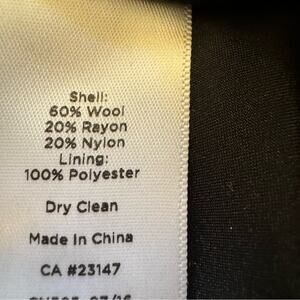 Shell:
60% Wool
20% Rayon
20% Nylon
Lining:
100% Polyester
Dry Clean
Made In China
CA #23147